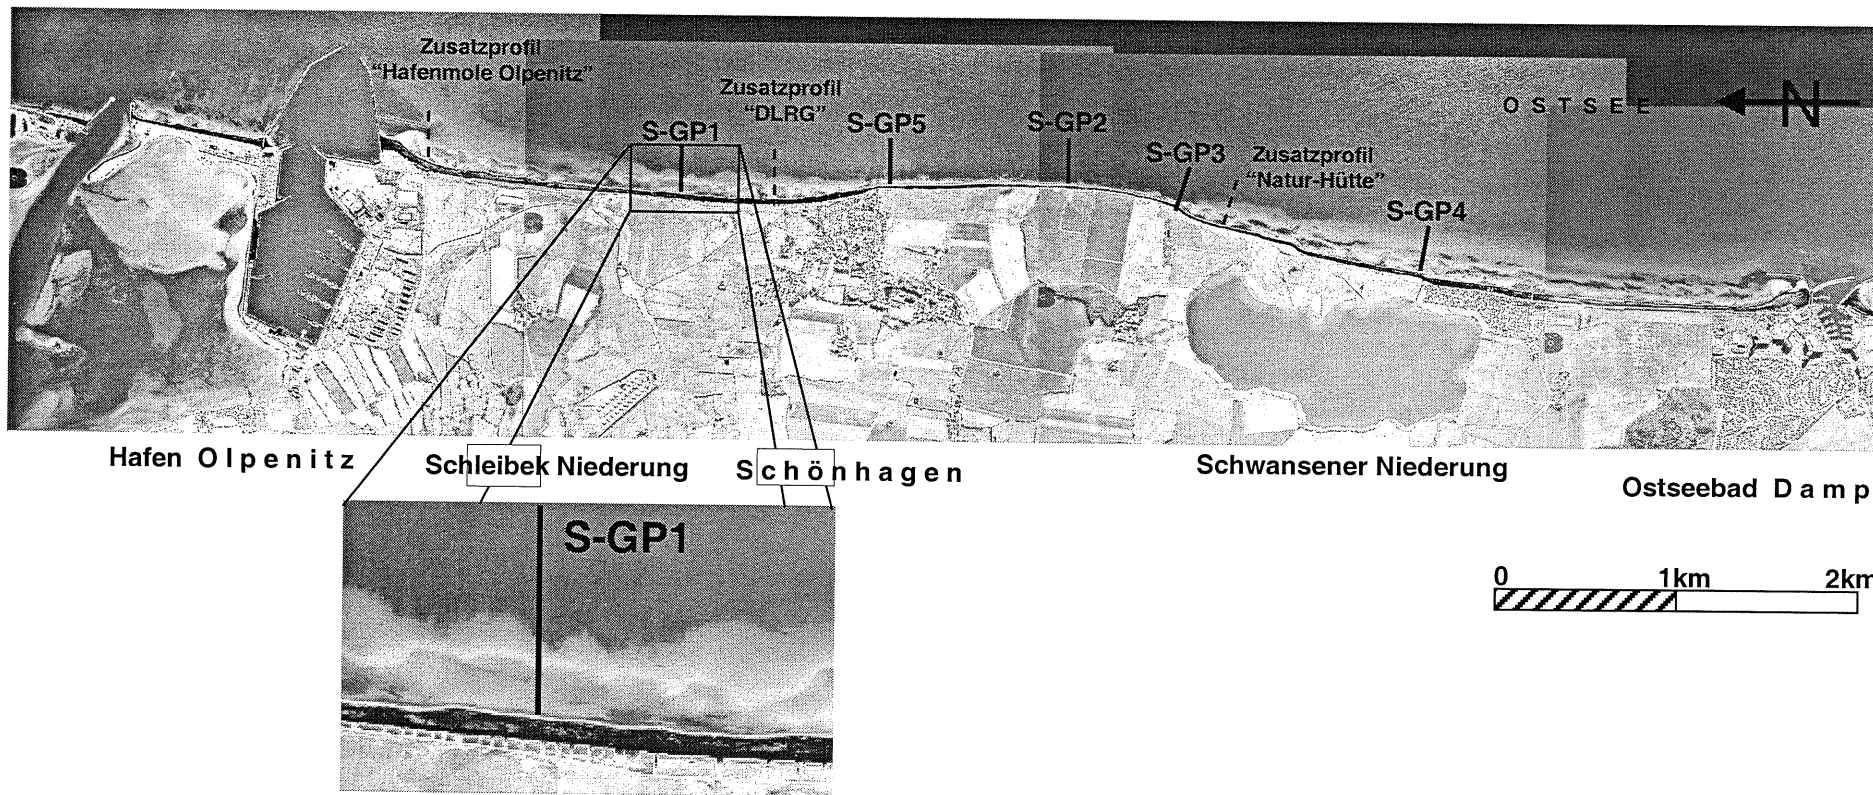 Zusatzprofil
“Hafenmole Olpenitz”
Zusatzprofil
“DLRG”
S-GP1
S-GP5
S-GP2
S-GP3
Zusatzprofil
“Natur-Hütte”
S-GP4
OSTSEE
N
Hafen Olpenitz
Schleibek Niederung
Schönhagen
Schwansener Niederung
Ostseebad Damp
S-GP1
0 1km 2km